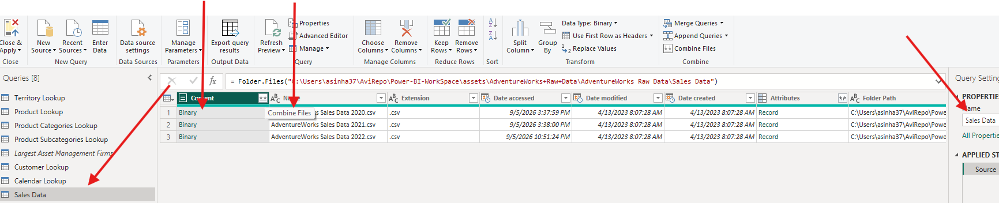 Close & Apply
New Source
Recent Sources
Enter Data
Data source settings
Manage Parameters
Export query results
Refresh Preview
Properties
Advanced Editor
Manage
Choose Columns
Remove Columns
Keep Rows
Remove Rows
Split Column
Group By
Data Type: Binary
Use First Row as Headers
Replace Values
Merge Queries
Append Queries
Combine Files
Close
New Query
Data Sources
Parameters
Output Data
Query
Manage Columns
Reduce Rows
Sort
Transform
Combine
Queries [8]
Territory Lookup
Product Lookup
Product Categories Lookup
Product Subcategories Lookup
Largest Asset Management Firms
Customer Lookup
Calendar Lookup
Sales Data
fx
= Folder.Files("C:\Users\asinha37\AviRepo\Power-BI-WorkSpace\assets\AdventureWorks+Raw+Data\AdventureWorks Raw Data\Sales Data")
Content Name Extension Date accessed Date modified Date created Attributes Folder Path
1 Binary s Sales Data 2020.csv .csv 9/5/2026 3:37:59 PM 4/13/2023 8:07:28 AM 4/13/2023 8:07:28 AM Record C:\Users\asinha37\AviRepo\Powe
Combine Files
2 Binary AdventureWorks Sales Data 2021.csv .csv 9/5/2026 3:38:00 PM 4/13/2023 8:07:28 AM 4/13/2023 8:07:28 AM Record C:\Users\asinha37\AviRepo\Powe
3 Binary AdventureWorks Sales Data 2022.csv .csv 9/5/2026 10:51:24 PM 4/13/2023 8:07:28 AM 4/13/2023 8:07:28 AM Record C:\Users\asinha37\AviRepo\Powe
Query Setting
PROPERTIE
Name
Sales Data
All Propertie
APPLIED ST
Source